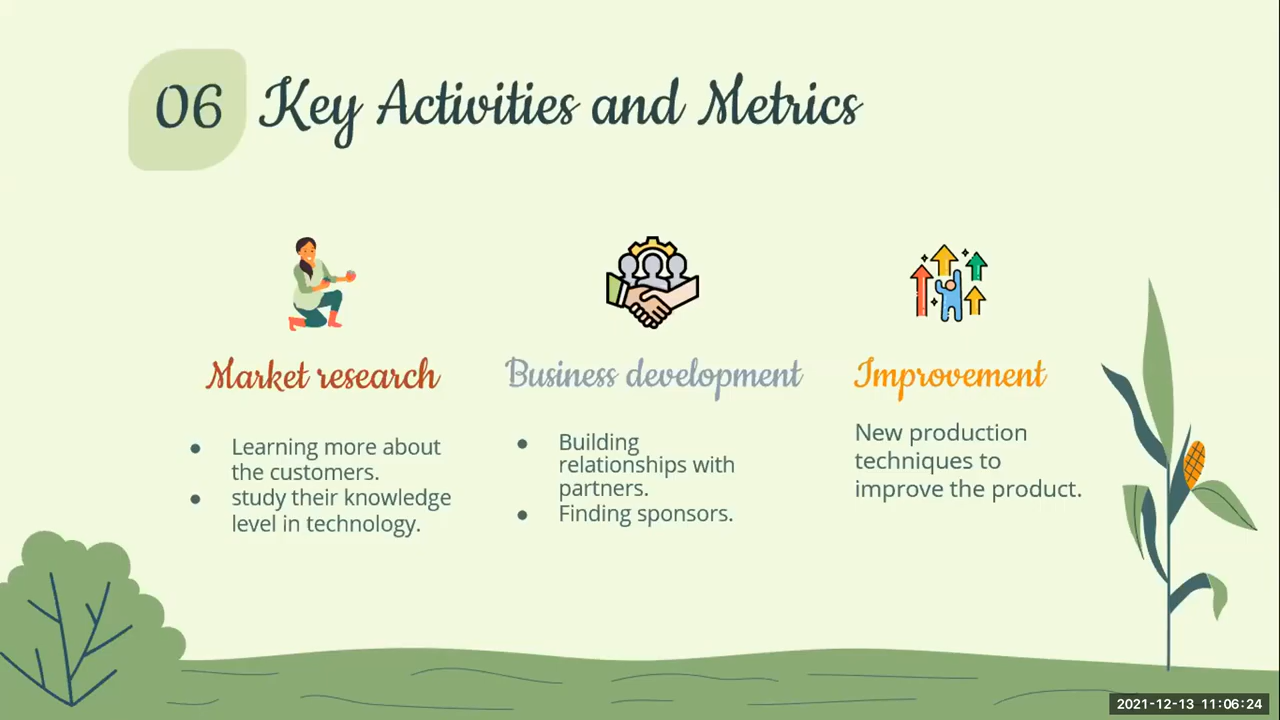 06 Key Activities and Metrics
Market research
● Learning more about
the customers.
● study their knowledge
level in technology.
Business development
● Building
relationships with
partners.
● Finding sponsors.
Improvement
New production
techniques to
improve the product.
2021-12-13 11:06:24